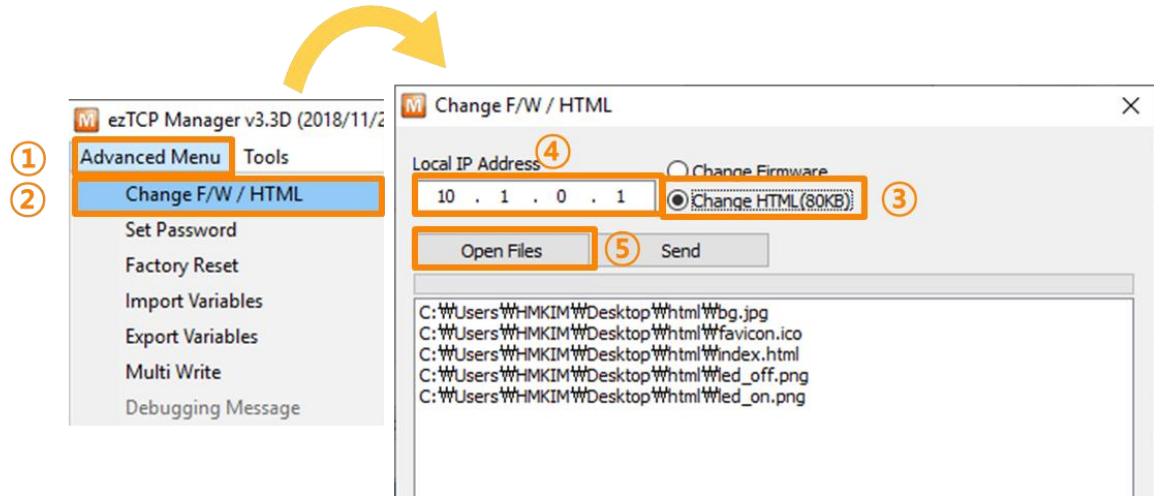 M ezTCP Manager v3.3D (2018/11/2
① Advanced Menu Tools
② Change F/W / HTML
Set Password
Factory Reset
Import Variables
Export Variables
Multi Write
Debugging Message
M Change F/W / HTML
Local IP Address ④
Change Firmware
10 . 1 . 0 . 1
Change HTML(80KB) ③
Open Files ⑤ Send
C:₩Users₩HMKIM₩Desktop₩html₩bg.jpg
C:₩Users₩HMKIM₩Desktop₩html₩favicon.ico
C:₩Users₩HMKIM₩Desktop₩html₩index.html
C:₩Users₩HMKIM₩Desktop₩html₩led_off.png
C:₩Users₩HMKIM₩Desktop₩html₩led_on.png